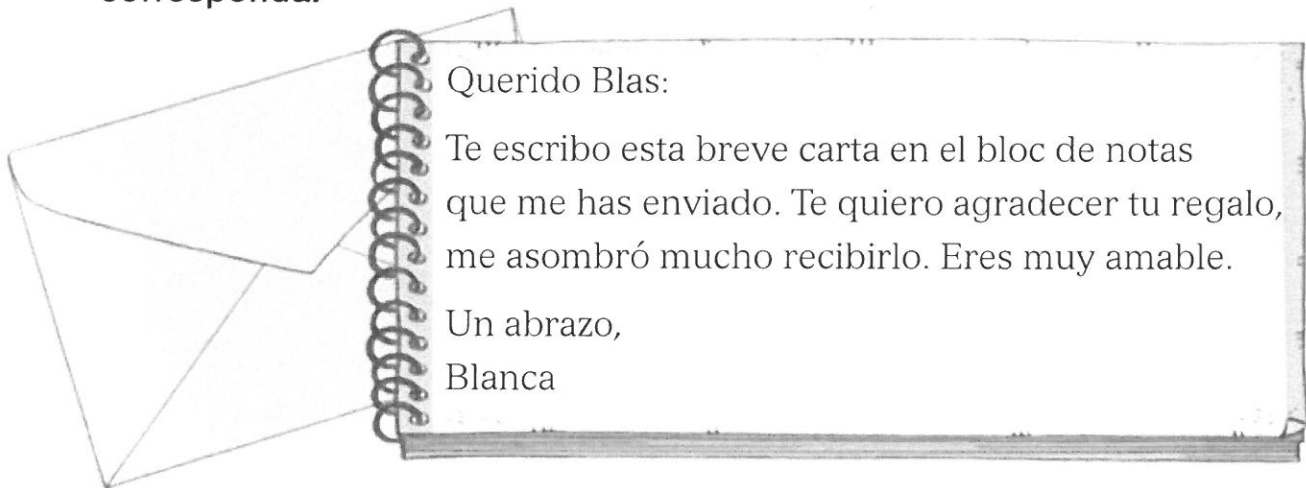 corresponda.
Querido Blas:
Te escribo esta breve carta en el bloc de notas
que me has enviado. Te quiero agradecer tu regalo,
me asombró mucho recibirlo. Eres muy amable.
Un abrazo,
Blanca